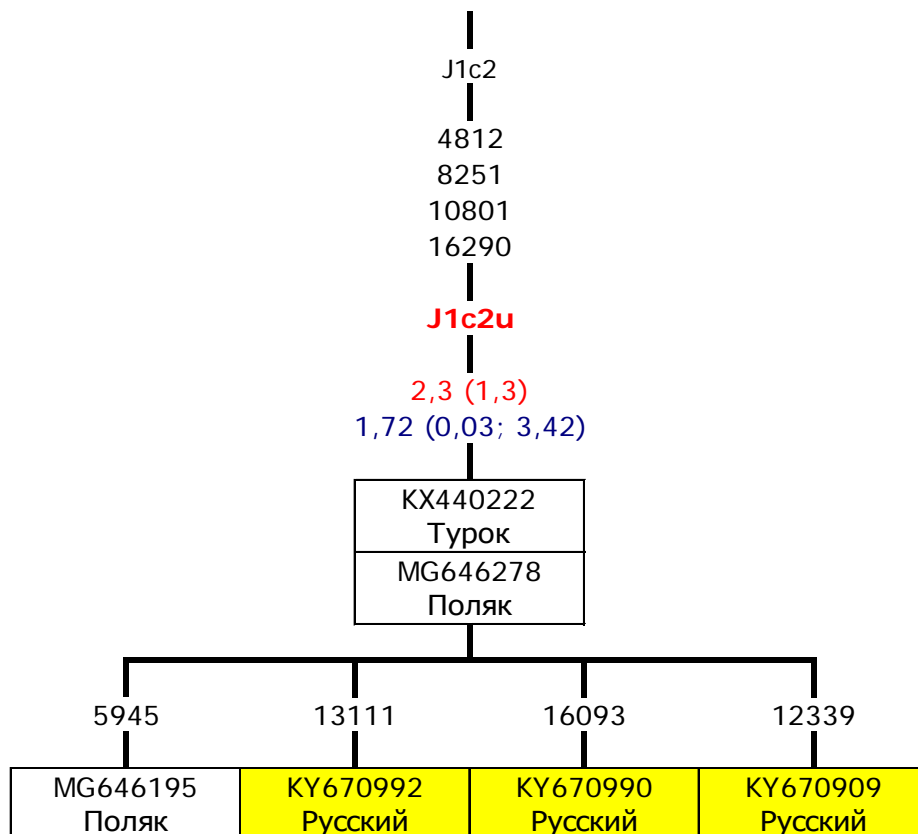 J1c2
4812
8251
10801
16290
J1c2u
2,3 (1,3)
1,72 (0,03; 3,42)
KX440222
Турок
MG646278
Поляк
5945 13111 16093 12339
MG646195 KY670992 KY670990 KY670909
Поляк Русский Русский Русский